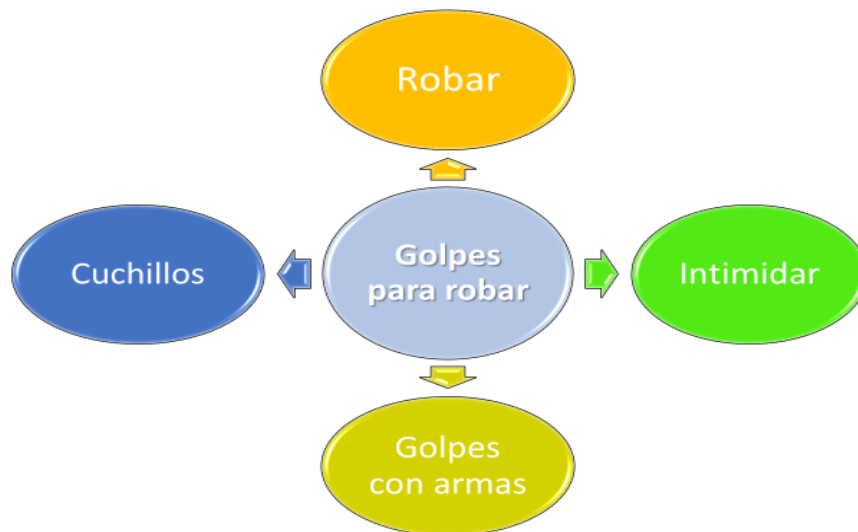 Robar
Cuchillos
Golpes
para robar
Intimidar
Golpes
con armas